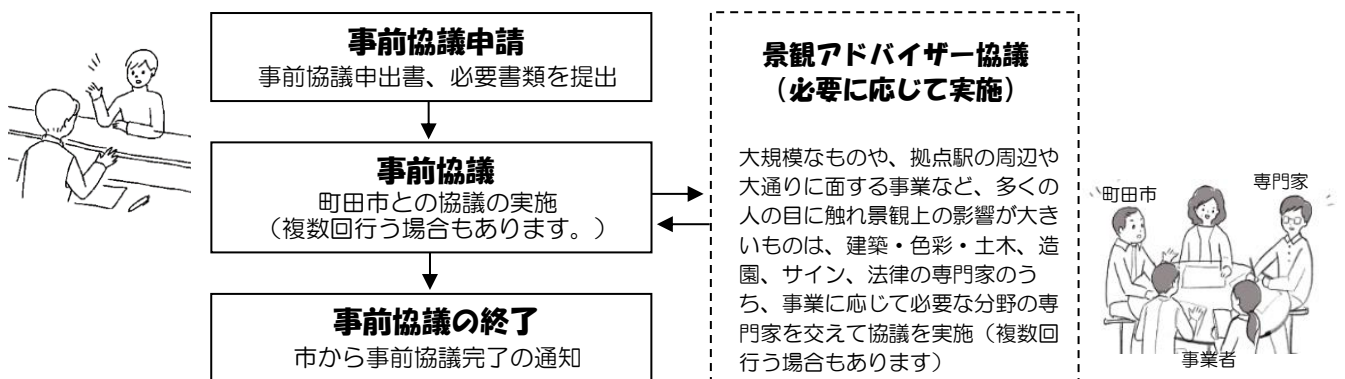 事前協議申請
事前協議申出書、必要書類を提出
事前協議
町田市との協議の実施
（複数回行う場合もあります。）
事前協議の終了
市から事前協議完了の通知
景観アドバイザー協議
（必要に応じて実施）
大規模なものや、拠点駅の周辺や
大通りに面する事業など、多くの
人の目に触れ景観上の影響が大き
いものは、建築・色彩・土木、造
園、サイン、法律の専門家のう
ち、事業に応じて必要な分野の専
門家を交えて協議を実施（複数回
行う場合もあります）
町田市
専門家
事業者